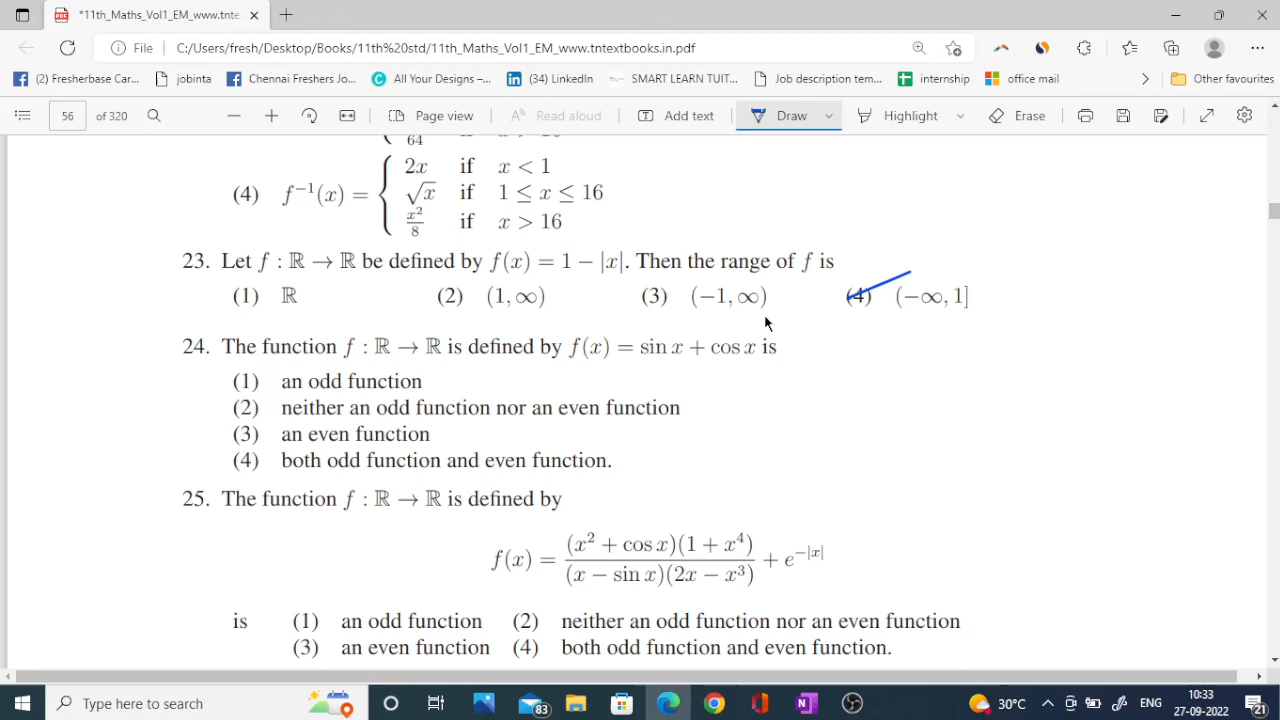 *11th_Maths_Vol1_EM_www.tnte
File
C:/Users/fresh/Desktop/Books/11th%20std/11th_Maths_Vol1_EM_www.tntextbooks.in.pdf
(2) Fresherbase Car...
jobinta
Chennai Freshers Jo...
All Your Designs –...
(34) LinkedIn
SMART LEARN TUIT...
Job description tem...
internship
office mail
Other favourites
56 of 320
Page view
Read aloud
Add text
Draw
Highlight
Erase
64
(4) f⁻¹(x) = { 2x if x < 1
√x if 1 ≤ x ≤ 16
x²/8 if x > 16
23. Let f : ℝ → ℝ be defined by f(x) = 1 − |x|. Then the range of f is
(1) ℝ (2) (1, ∞) (3) (−1, ∞) (4) (−∞, 1]
24. The function f : ℝ → ℝ is defined by f(x) = sin x + cos x is
(1) an odd function
(2) neither an odd function nor an even function
(3) an even function
(4) both odd function and even function.
25. The function f : ℝ → ℝ is defined by
f(x) = (x² + cos x)(1 + x⁴) / (x − sin x)(2x − x³) + e^(−|x|)
is (1) an odd function (2) neither an odd function nor an even function
(3) an even function (4) both odd function and even function.
Type here to search
83
30°C
ENG
10:33
27-09-2022
21